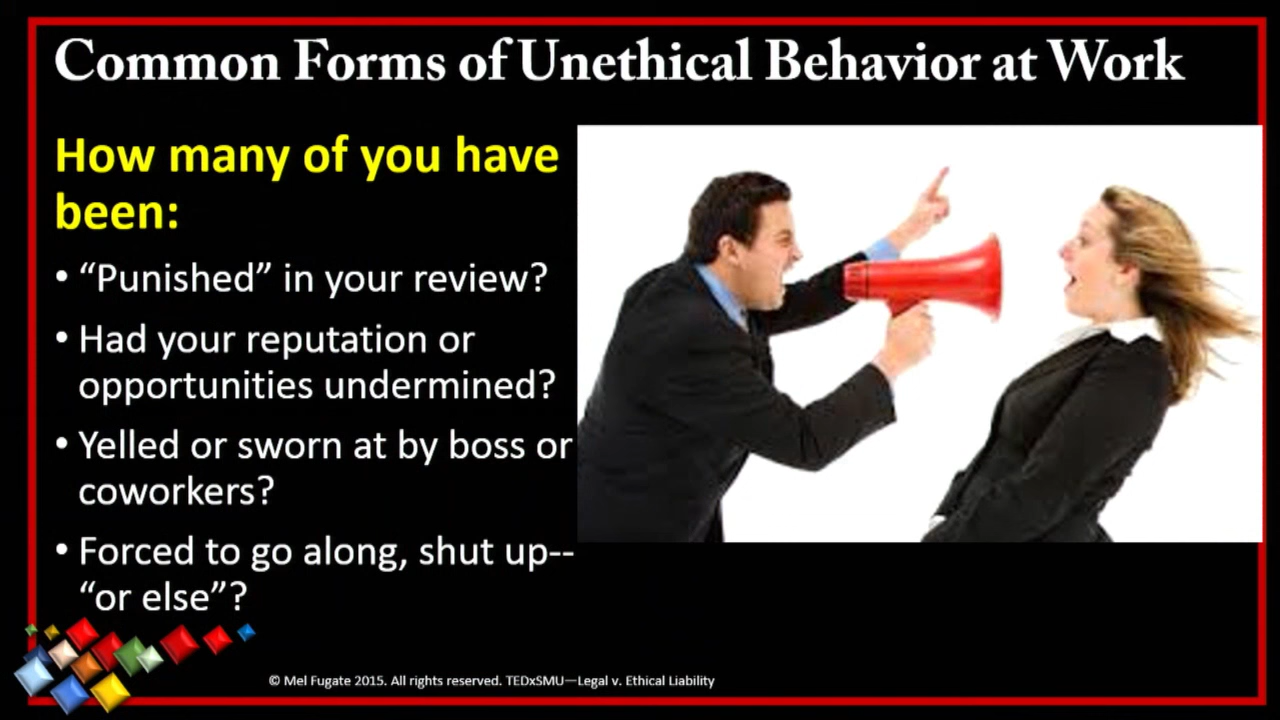 Common Forms of Unethical Behavior at Work
How many of you have
been:
• “Punished” in your review?
• Had your reputation or
opportunities undermined?
• Yelled or sworn at by boss or
coworkers?
• Forced to go along, shut up--
“or else”?
© Mel Fugate 2015. All rights reserved. TEDxSMU—Legal v. Ethical Liability